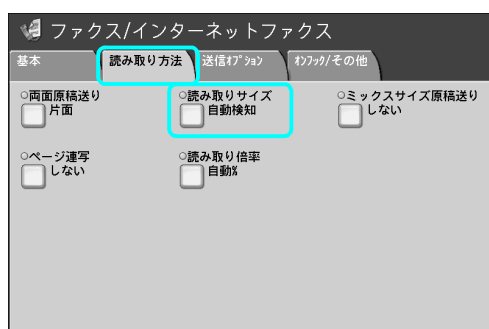 ファクス/インターネットファクス
基本 読み取り方法 送信ｵﾌﾟｼｮﾝ ｵﾝﾌｯｸ/その他
○両面原稿送り ○読み取りサイズ ○ミックスサイズ原稿送り
片面 自動検知 しない
○ページ連写 ○読み取り倍率
しない 自動%